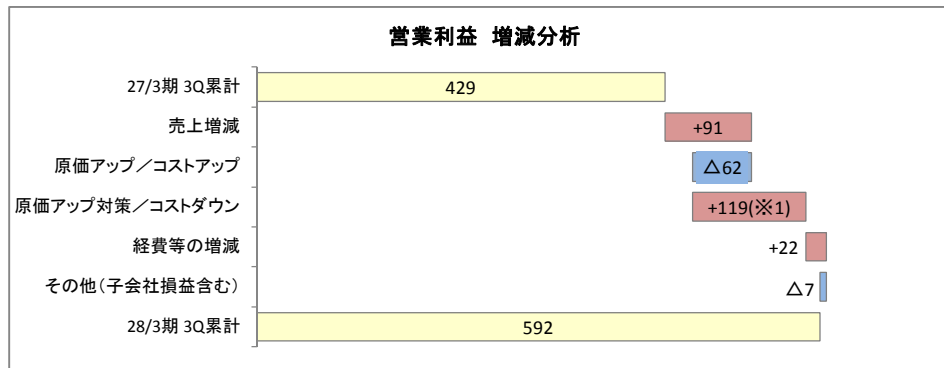 営業利益 増減分析
27/3期 3Q累計
429
売上増減
+91
原価アップ／コストアップ
△62
原価アップ対策／コストダウン
+119(※1)
経費等の増減
+22
その他（子会社損益含む）
△7
28/3期 3Q累計
592